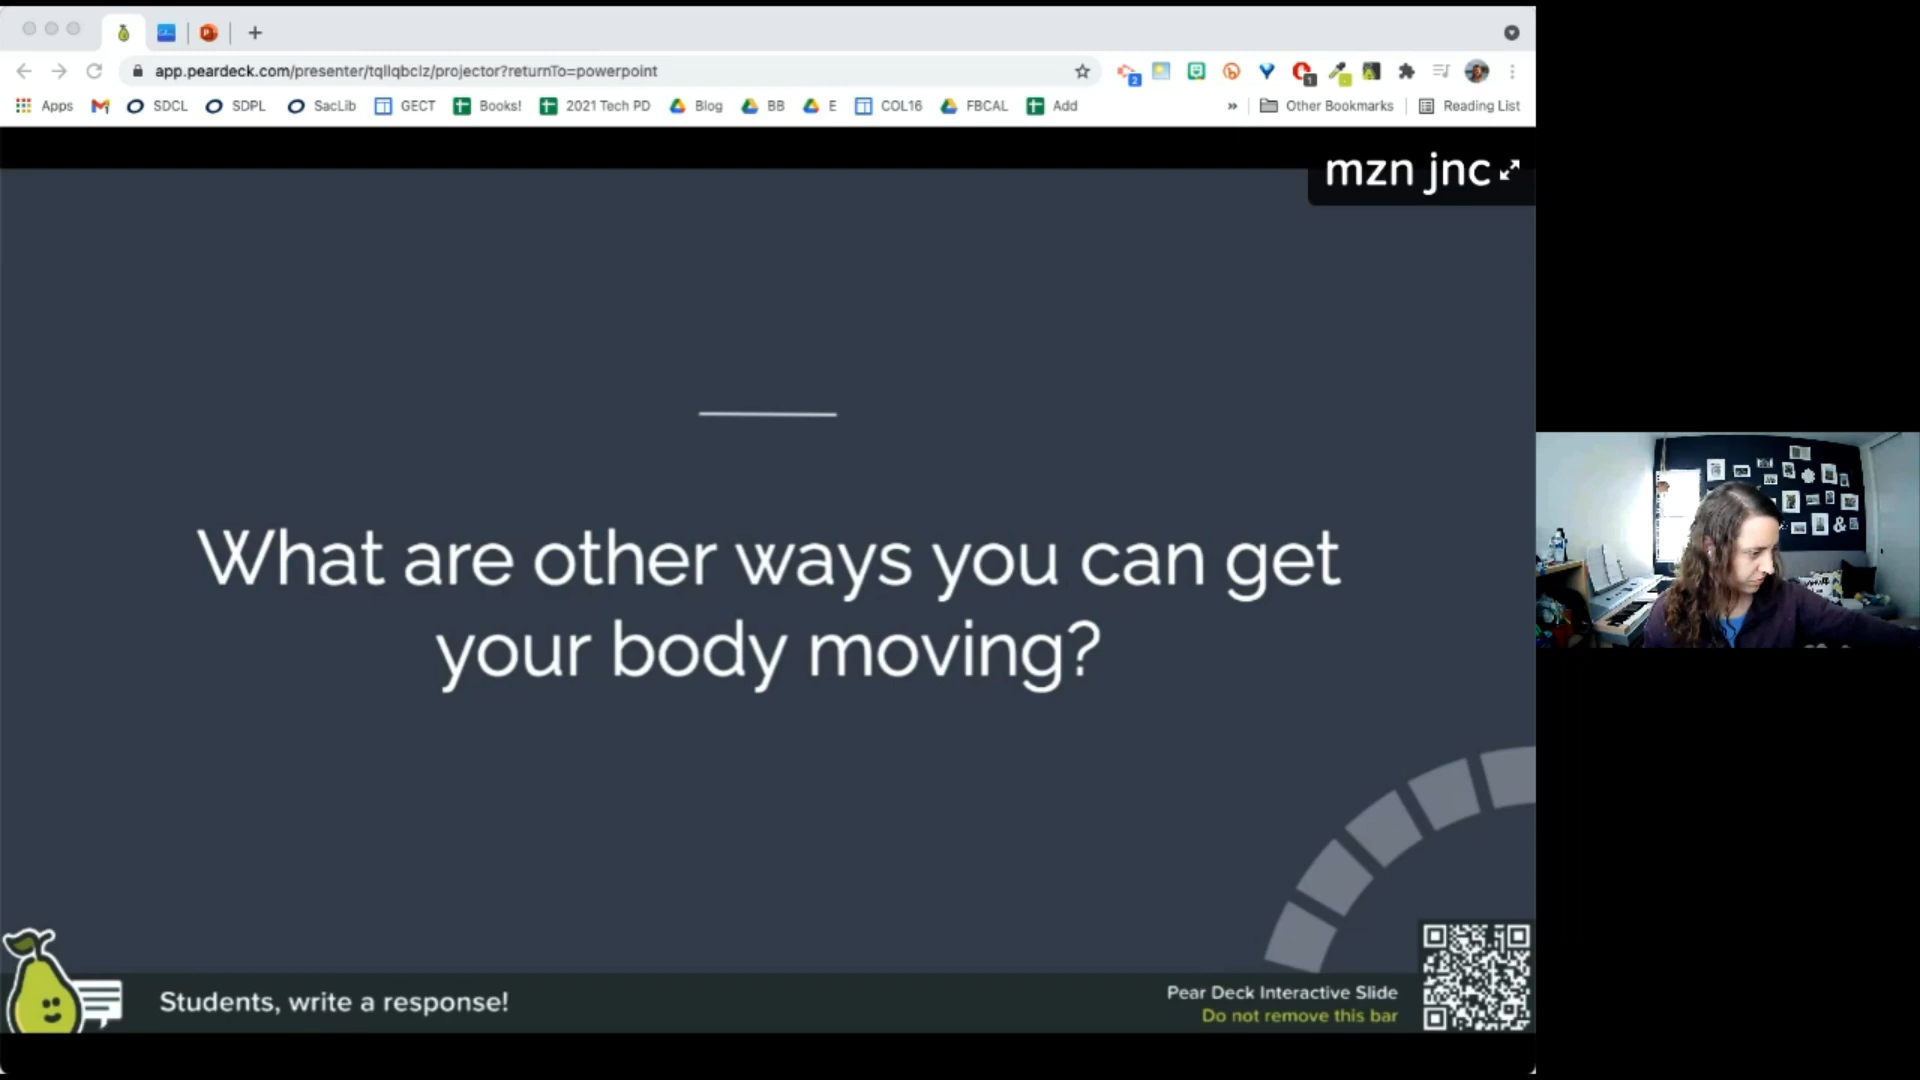 app.peardeck.com/presenter/tqllqbclz/projector?returnTo=powerpoint
2
1
Apps SDCL SDPL SacLib GECT Books! 2021 Tech PD Blog BB E COL16 FBCAL Add » Other Bookmarks Reading List
mzn jnc
What are other ways you can get
your body moving?
&
Students, write a response!
Pear Deck Interactive Slide
Do not remove this bar